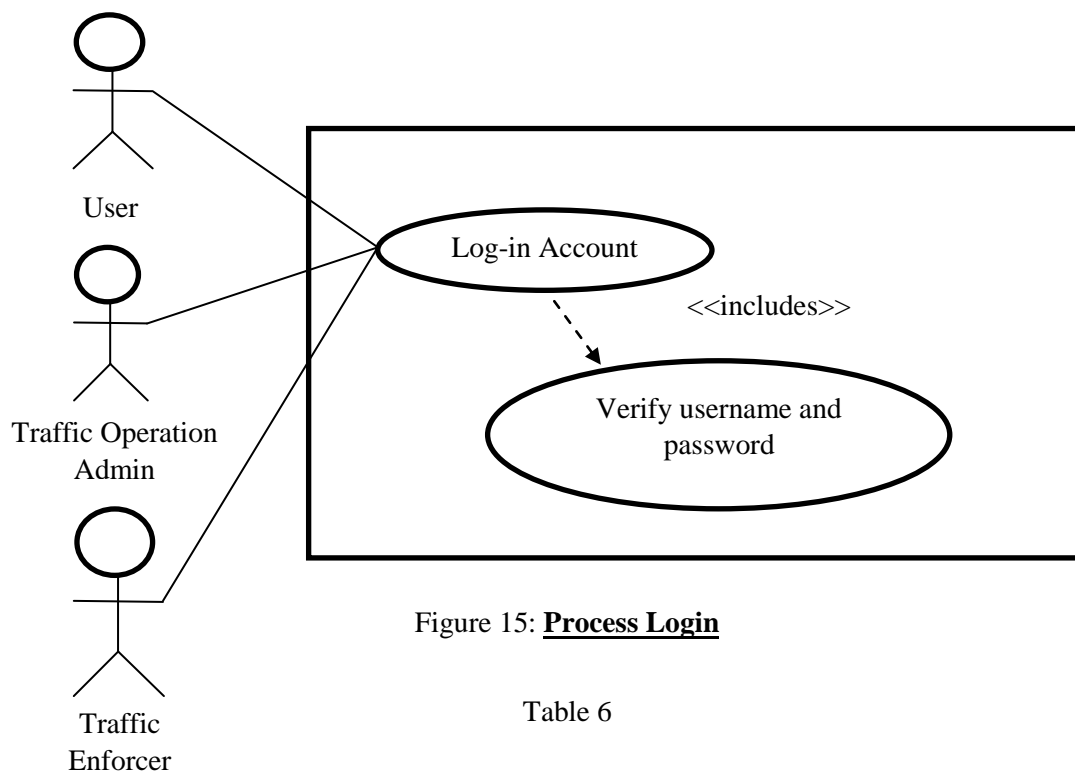 User
Log-in Account
<<includes>>
Verify username and
password
Traffic Operation
Admin
Figure 15: Process Login
Table 6
Traffic
Enforcer